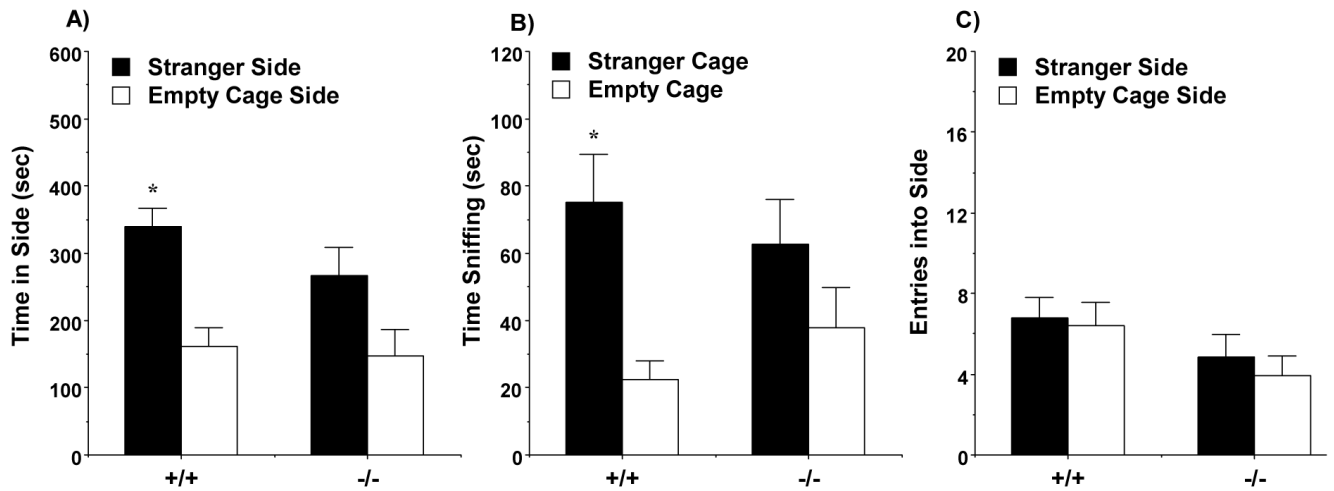 A)
Time in Side (sec)
600
500
400
300
200
100
0
Stranger Side
Empty Cage Side
*
+/+
-/-
B)
Time Sniffing (sec)
120
100
80
60
40
20
0
Stranger Cage
Empty Cage
*
+/+
-/-
C)
Entries into Side
20
16
12
8
4
0
Stranger Side
Empty Cage Side
+/+
-/-